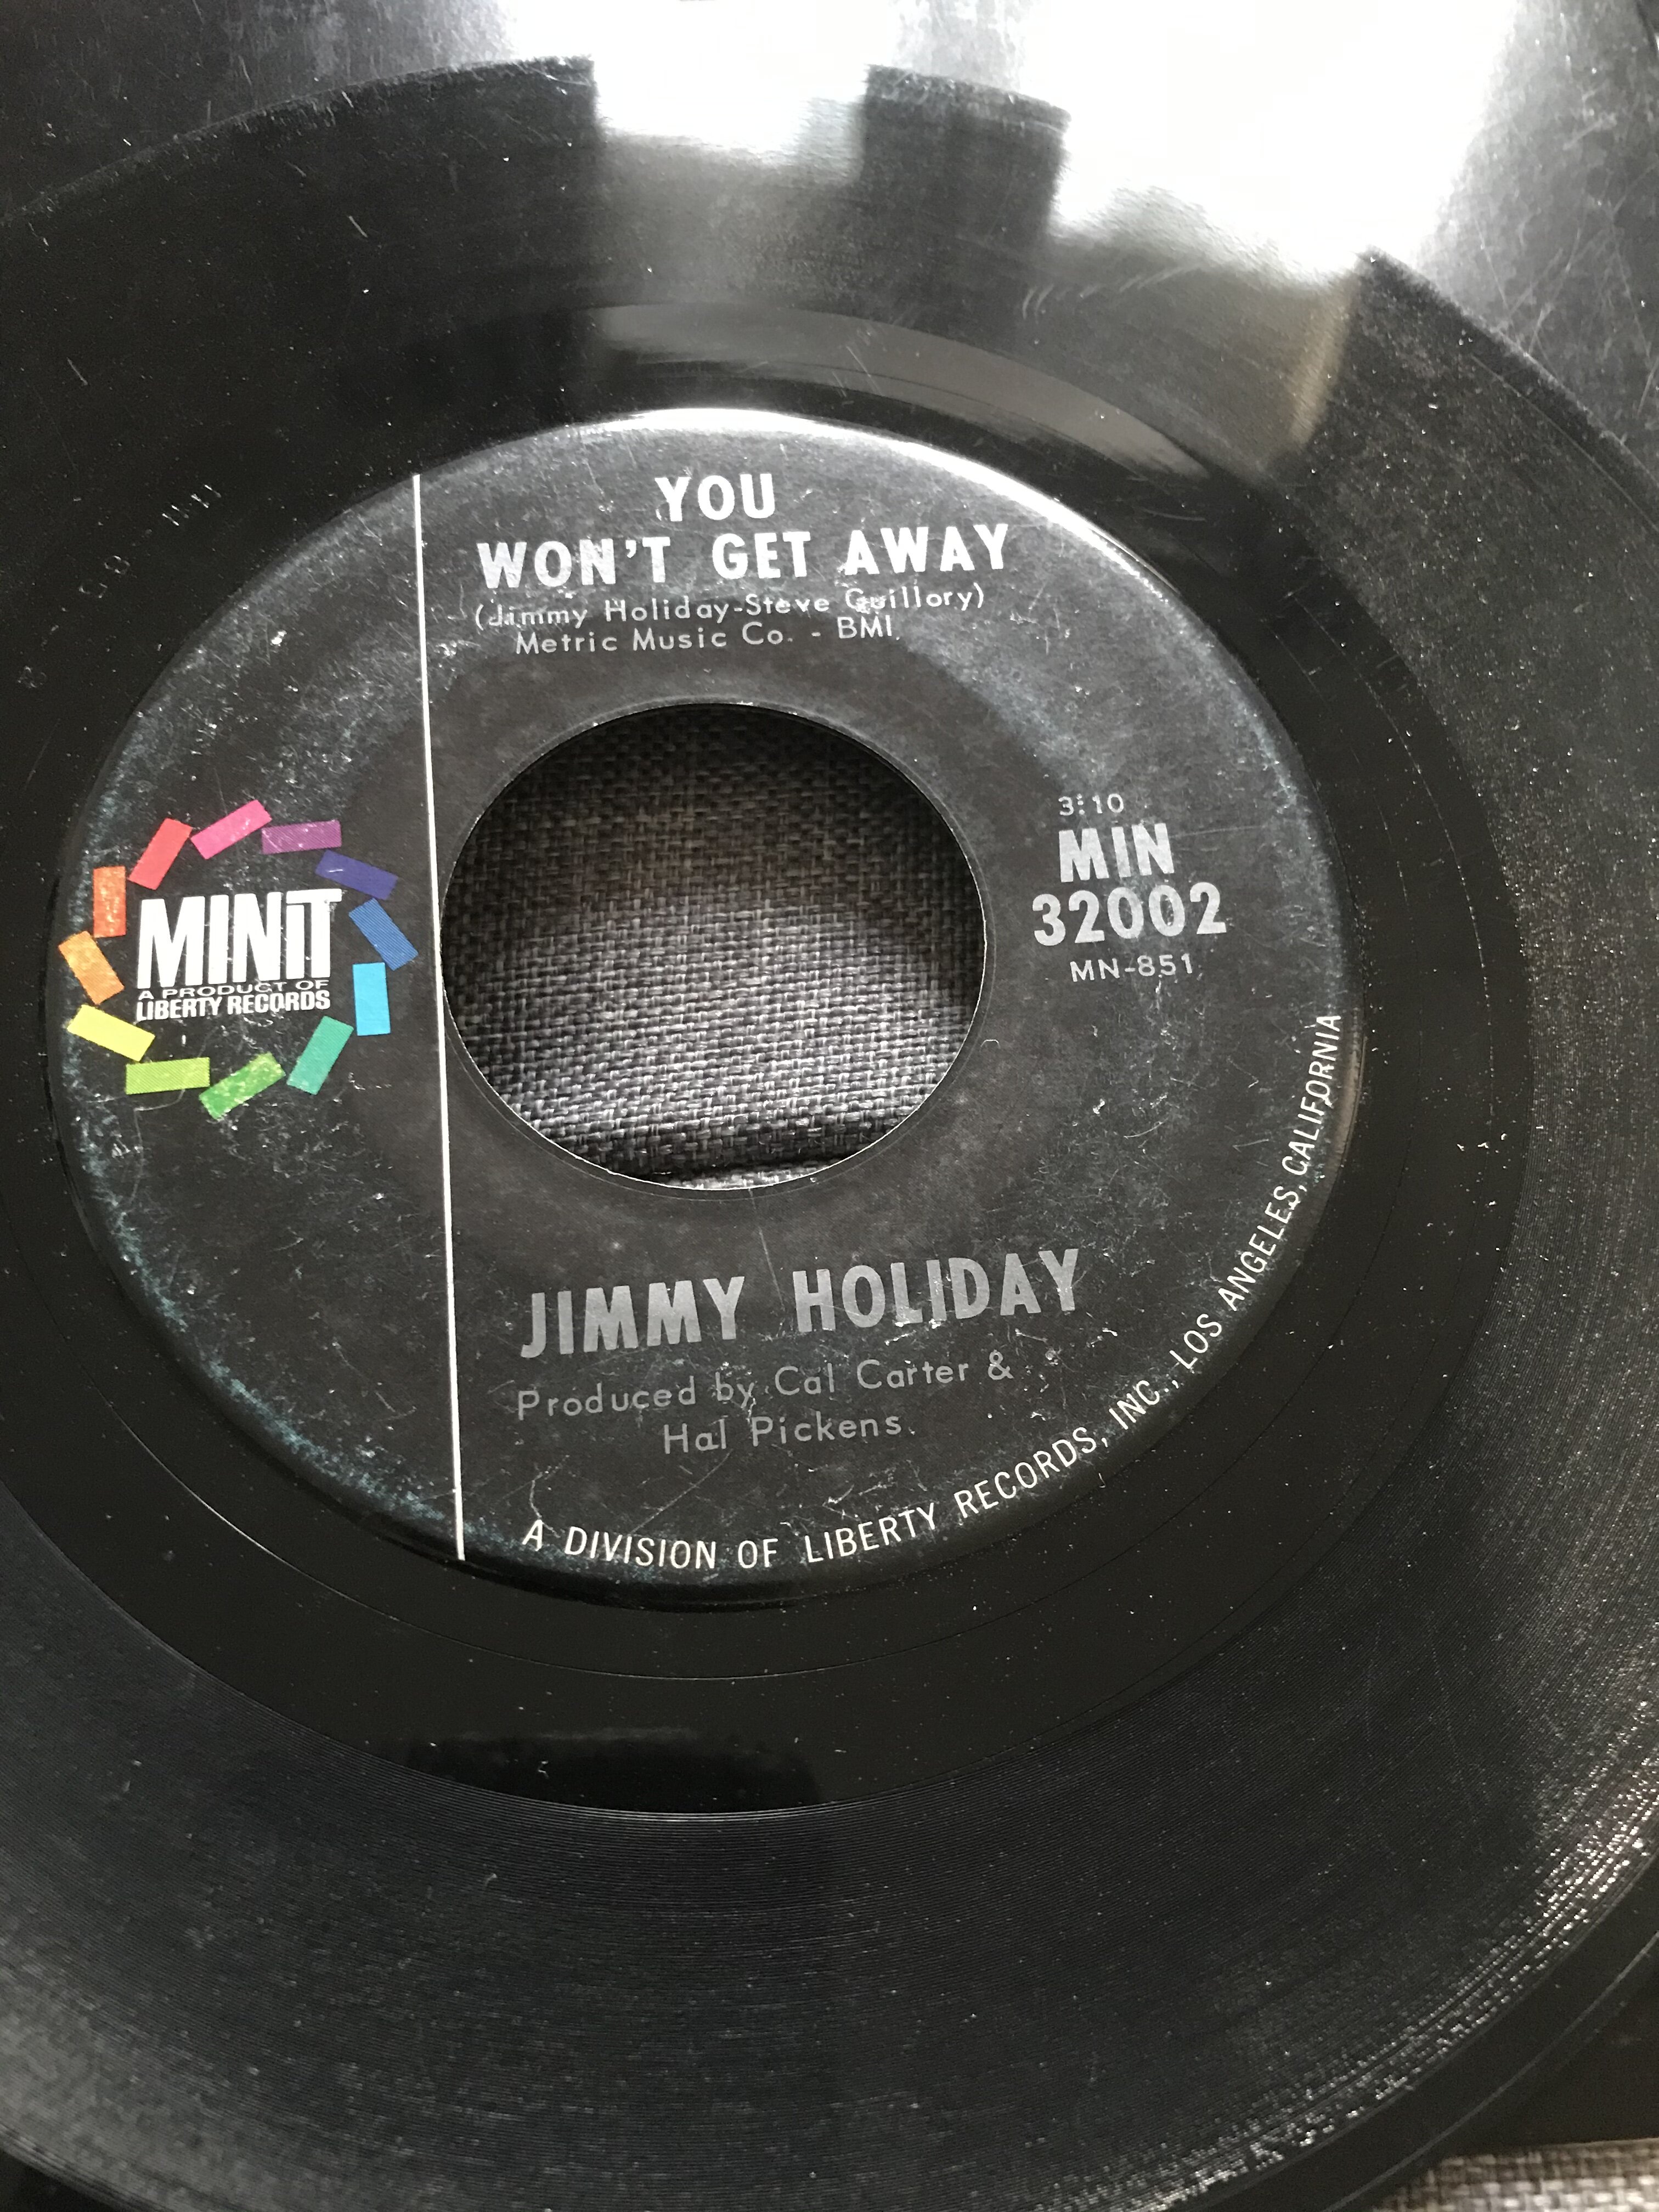 YOU
WON'T GET AWAY
(Jimmy Holiday-Steve Guillory)
Metric Music Co. - BMI
3:10
MIN
32002
MN-851
MINIT
A PRODUCT OF
LIBERTY RECORDS
JIMMY HOLIDAY
Produced by Cal Carter &
Hal Pickens
A DIVISION OF LIBERTY RECORDS, INC., LOS ANGELES, CALIFORNIA